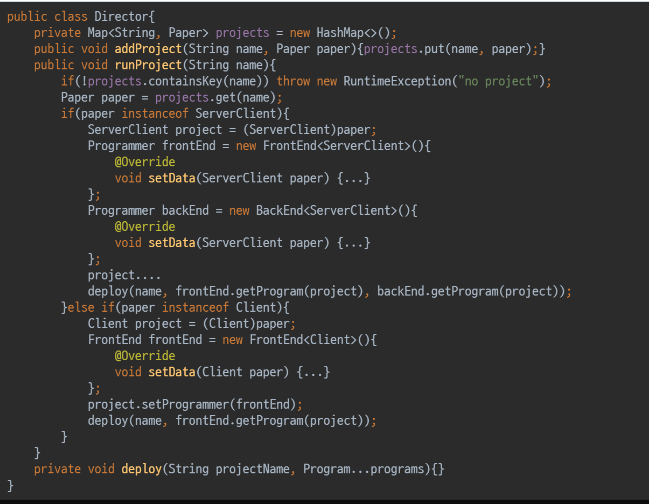 public class Director{
    private Map<String, Paper> projects = new HashMap<>();
    public void addProject(String name, Paper paper){projects.put(name, paper);}
    public void runProject(String name){
        if(!projects.containsKey(name)) throw new RuntimeException("no project");
        Paper paper = projects.get(name);
        if(paper instanceof ServerClient){
            ServerClient project = (ServerClient)paper;
            Programmer frontEnd = new FrontEnd<ServerClient>(){
                @Override
                void setData(ServerClient paper) {...}
            };
            Programmer backEnd = new BackEnd<ServerClient>(){
                @Override
                void setData(ServerClient paper) {...}
            };
            project....
            deploy(name, frontEnd.getProgram(project), backEnd.getProgram(project));
        }else if(paper instanceof Client){
            Client project = (Client)paper;
            FrontEnd frontEnd = new FrontEnd<Client>(){
                @Override
                void setData(Client paper) {...}
            };
            project.setProgrammer(frontEnd);
            deploy(name, frontEnd.getProgram(project));
        }
    }
    private void deploy(String projectName, Program...programs){}
}